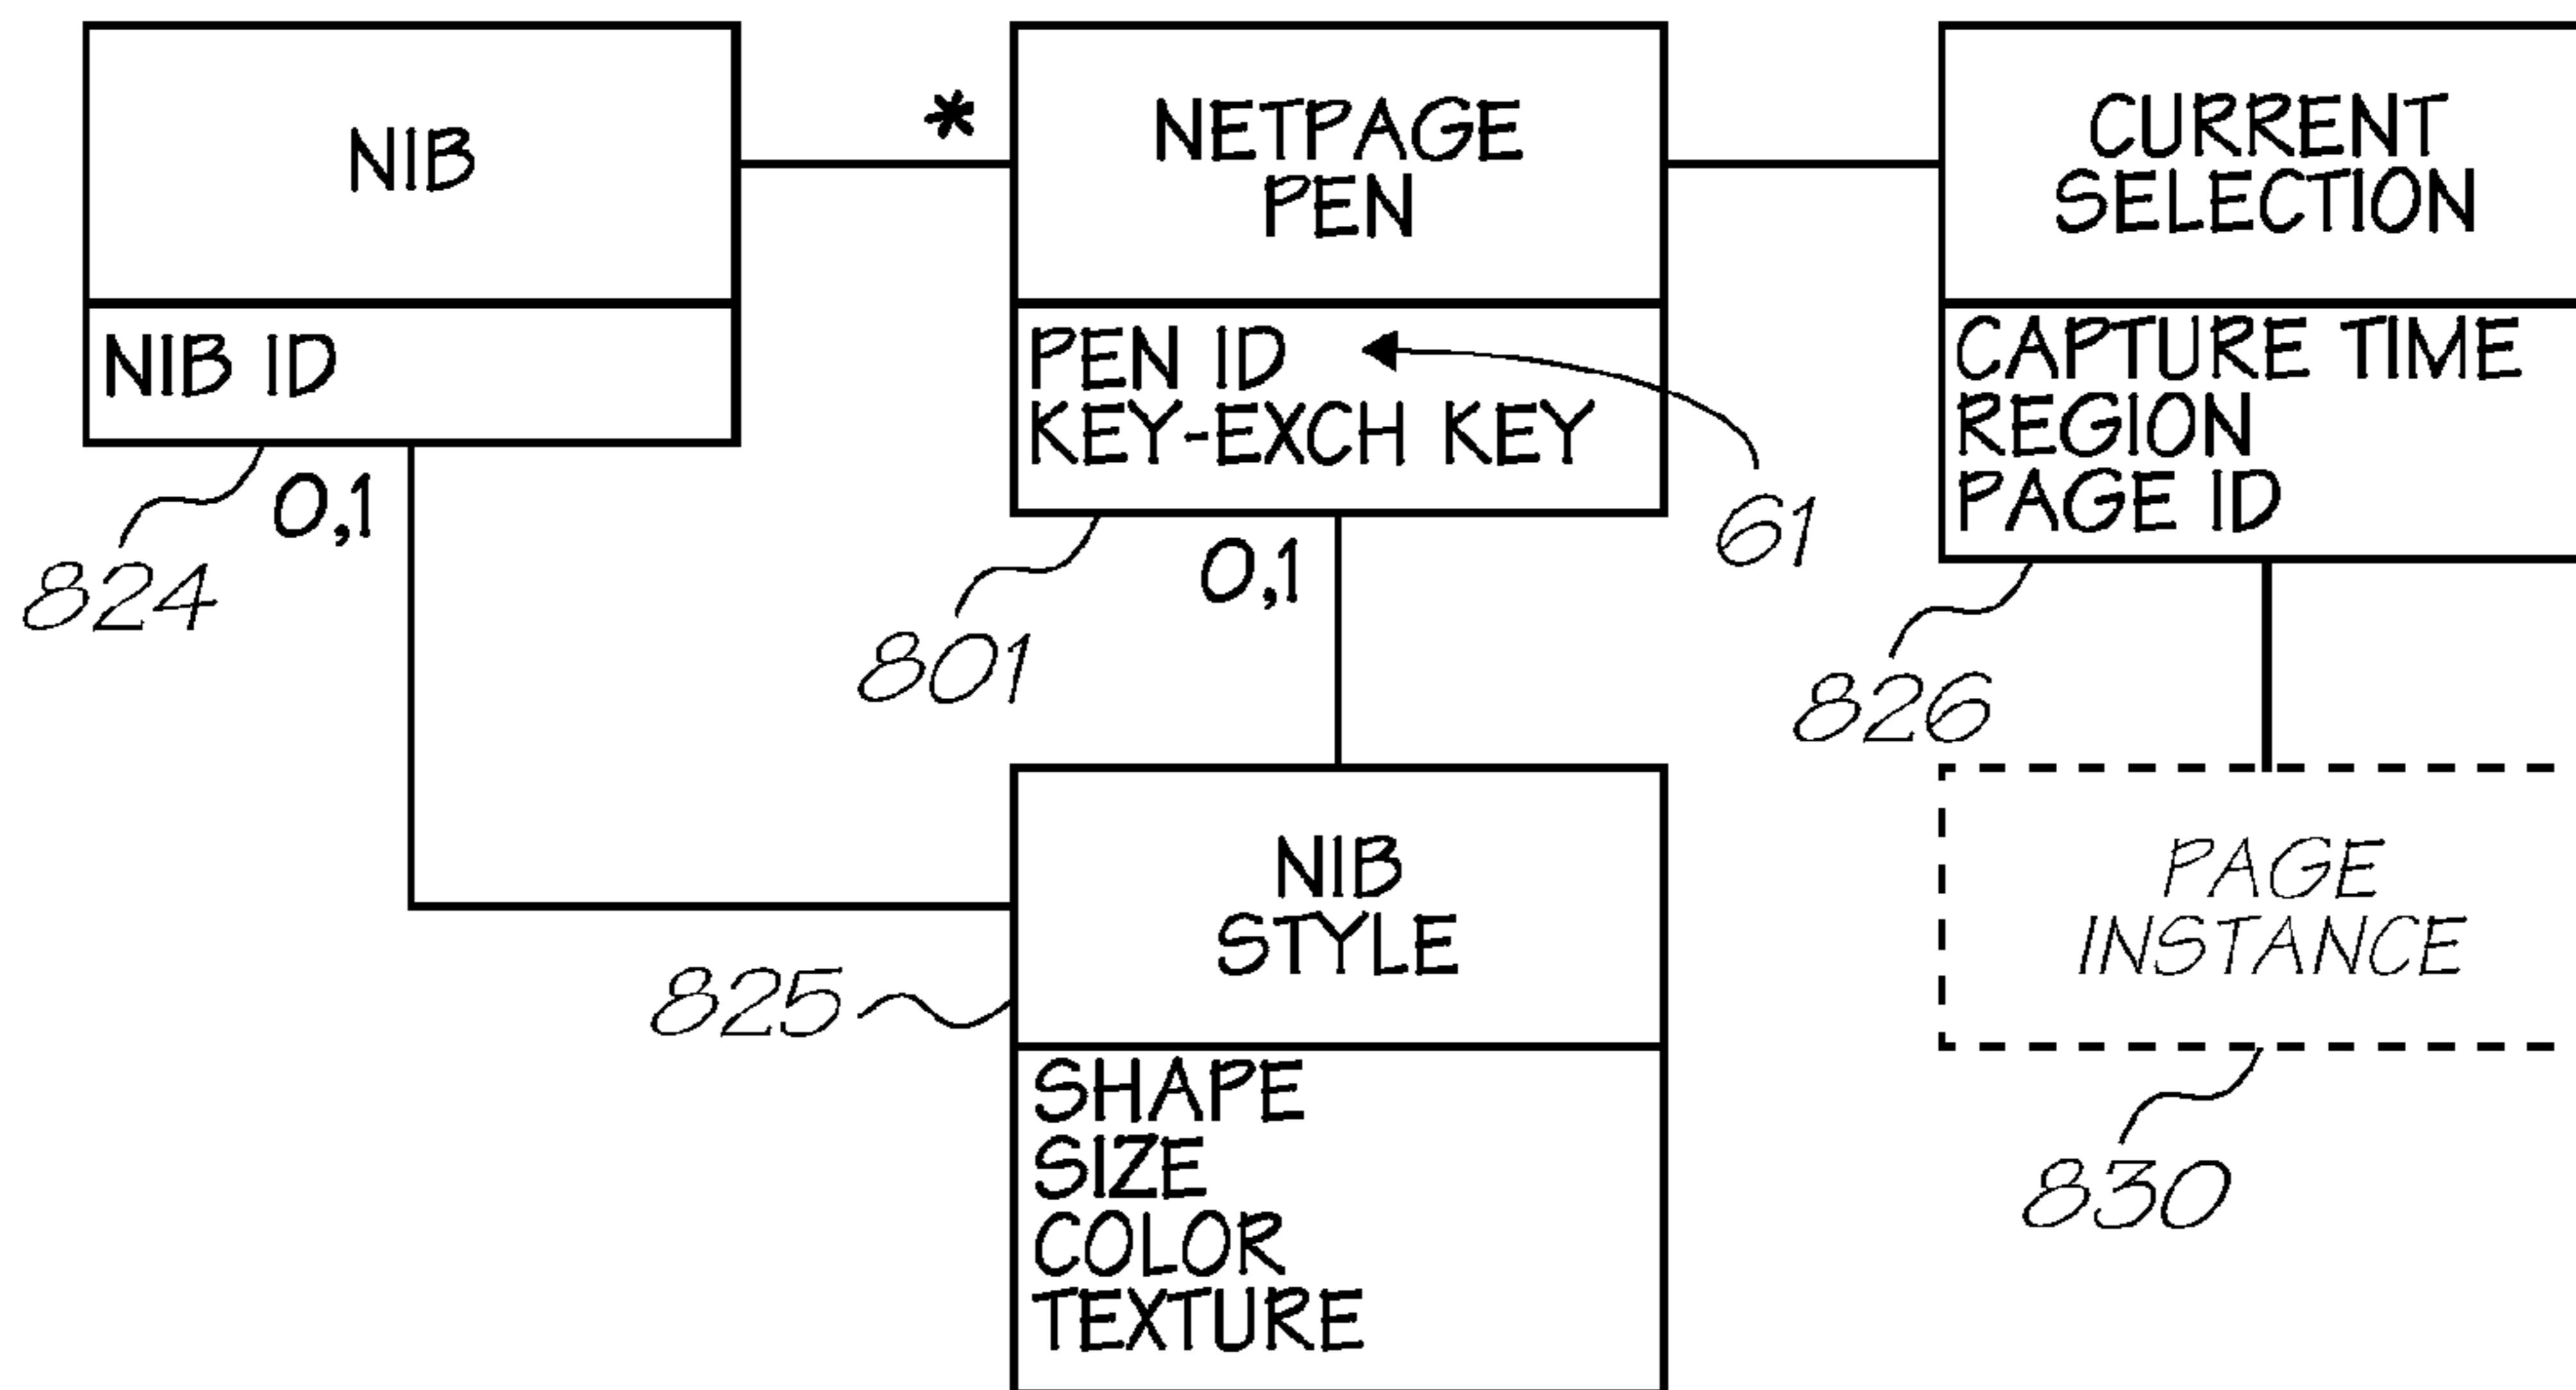 NIB
NIB ID
824
0,1
*
NETPAGE
PEN
PEN ID
KEY-EXCH KEY
61
801
0,1
CURRENT
SELECTION
CAPTURE TIME
REGION
PAGE ID
826
NIB
STYLE
825
SHAPE
SIZE
COLOR
TEXTURE
PAGE
INSTANCE
830